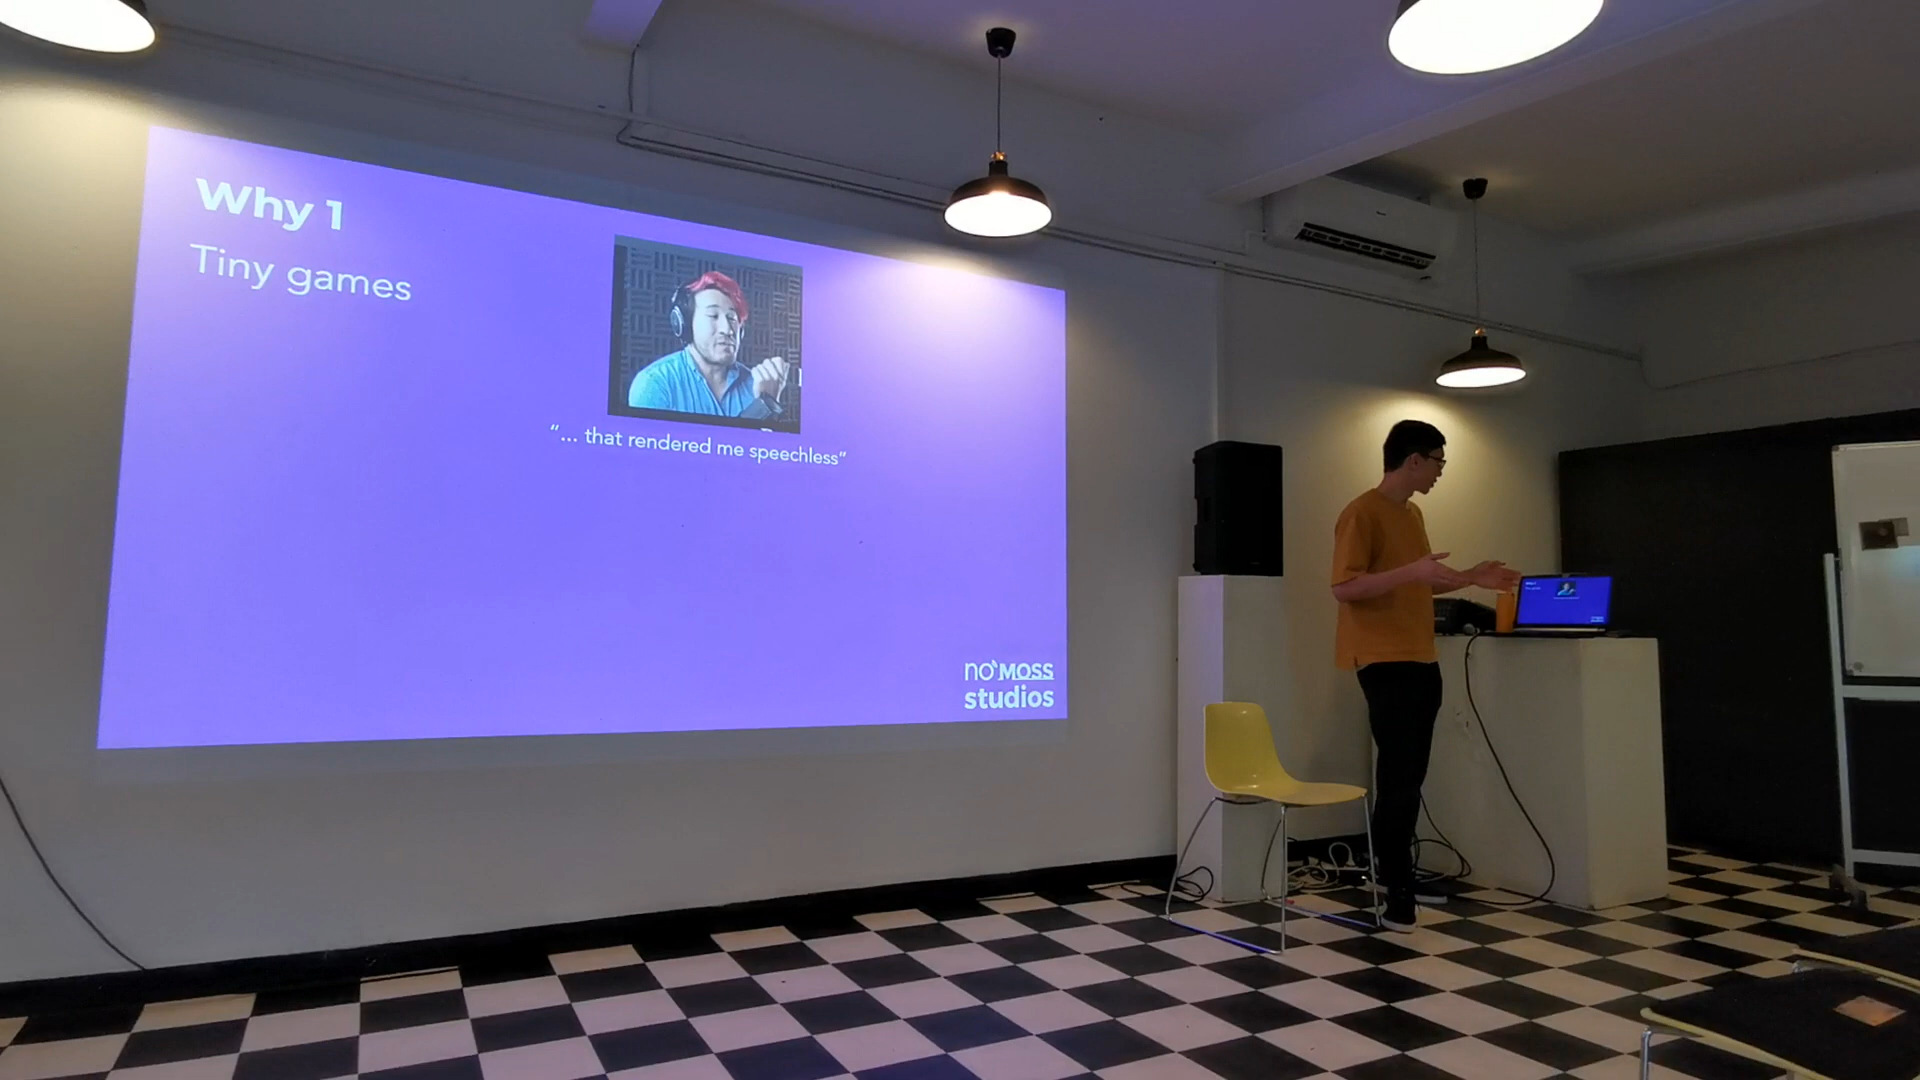 Why 1
Tiny games
“... that rendered me speechless”
no`MOSS
studios